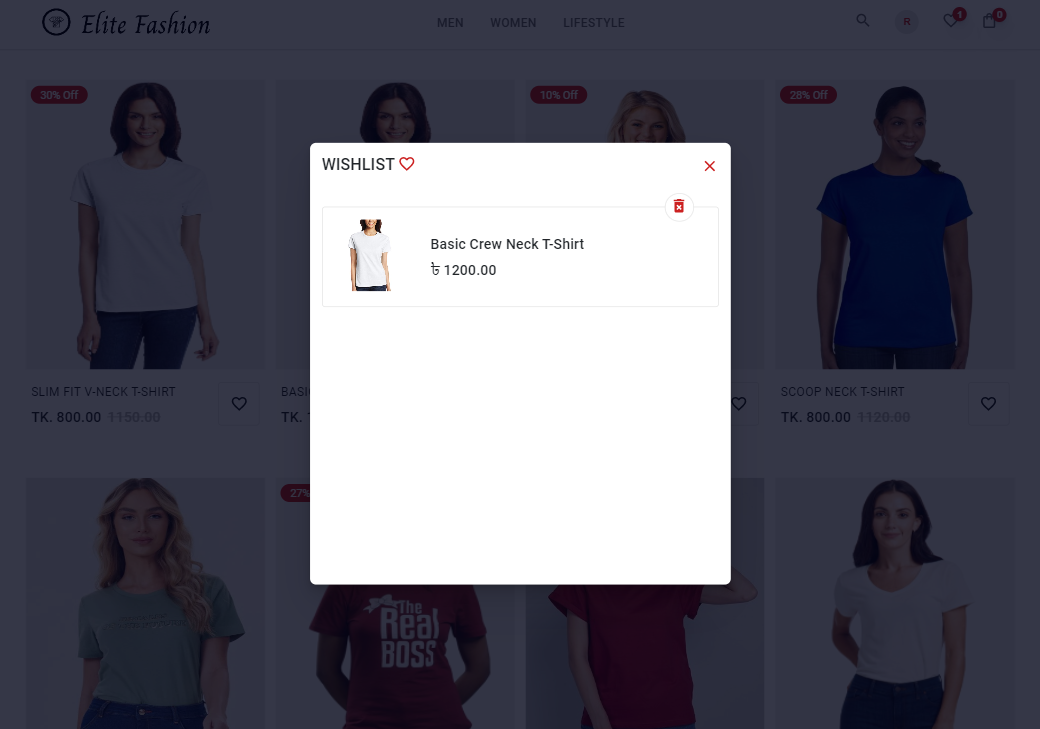 Elite Fashion
MEN WOMEN LIFESTYLE
R 1 0
30% Off
10% Off
28% Off
WISHLIST
Basic Crew Neck T-Shirt
৳ 1200.00
SLIM FIT V-NECK T-SHIRT
TK. 800.00 1150.00
TK.
SCOOP NECK T-SHIRT
TK. 800.00 1120.00
27%
The
Real
BOSS